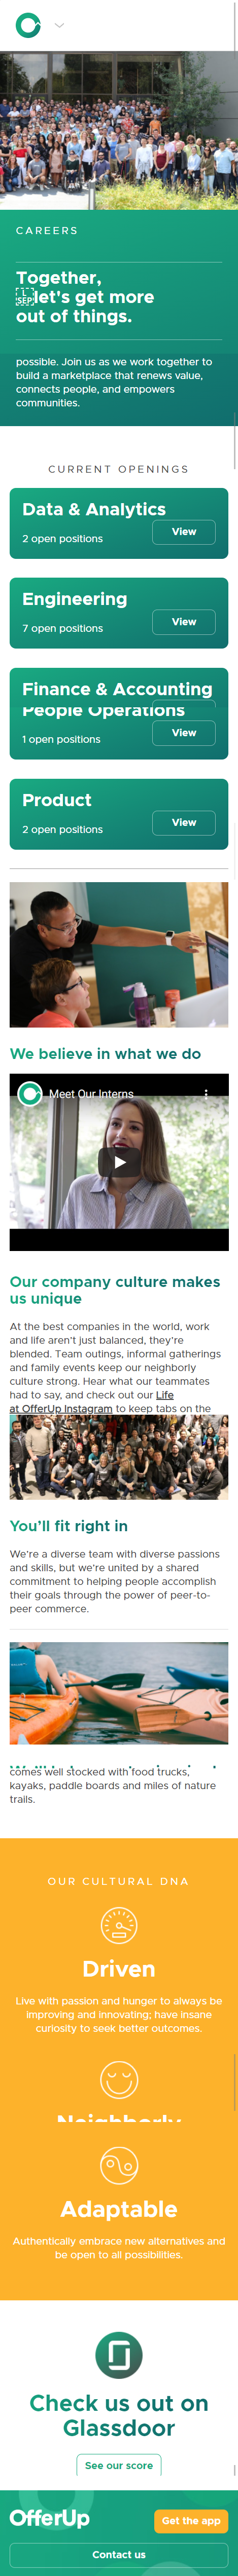 CAREERS
Together,
let's get more
out of things.
L
SEP
possible. Join us as we work together to
build a marketplace that renews value,
connects people, and empowers
communities.
CURRENT OPENINGS
Data & Analytics
2 open positions
View
Engineering
7 open positions
View
Finance & Accounting
People Operations
1 open positions
View
Product
2 open positions
View
We believe in what we do
Meet Our Interns
Our company culture makes
us unique
At the best companies in the world, work
and life aren't just balanced, they're
blended. Team outings, informal gatherings
and family events keep our neighborly
culture strong. Hear what our teammates
had to say, and check out our Life
at OfferUp Instagram to keep tabs on the
You'll fit right in
We're a diverse team with diverse passions
and skills, but we're united by a shared
commitment to helping people accomplish
their goals through the power of peer-to-
peer commerce.
comes well stocked with food trucks,
kayaks, paddle boards and miles of nature
trails.
OUR CULTURAL DNA
Driven
Live with passion and hunger to always be
improving and innovating; have insane
curiosity to seek better outcomes.
Neighborly
Adaptable
Authentically embrace new alternatives and
be open to all possibilities.
Check us out on
Glassdoor
See our score
OfferUp
Get the app
Contact us